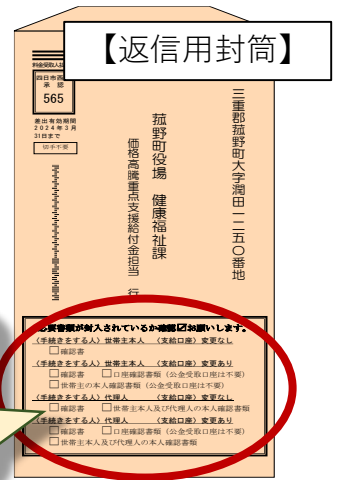 【返信用封筒】
料金受取人払
四日市西
承認
565
差出有効期間
2024年3月
31日まで
切手不要
三重郡菰野町大字潤田一二五〇番地
菰野町役場 健康福祉課
価格高騰重点支援給付金担当 行
必要書類が封入されているか確認☑お願いします。
〈手続きをする人〉世帯主本人 〈支給口座〉変更なし
□確認書
〈手続きをする人〉世帯主本人 〈支給口座〉変更あり
□確認書 □口座確認書類(公金受取口座は不要)
□世帯主の本人確認書類(公金受取口座は不要)
〈手続きをする人〉代理人 〈支給口座〉変更なし
□確認書 □世帯主本人及び代理人の本人確認書類
〈手続きをする人〉代理人 〈支給口座〉変更あり
□確認書 □口座確認書類(公金受取口座は不要)
□世帯主本人及び代理人の本人確認書類